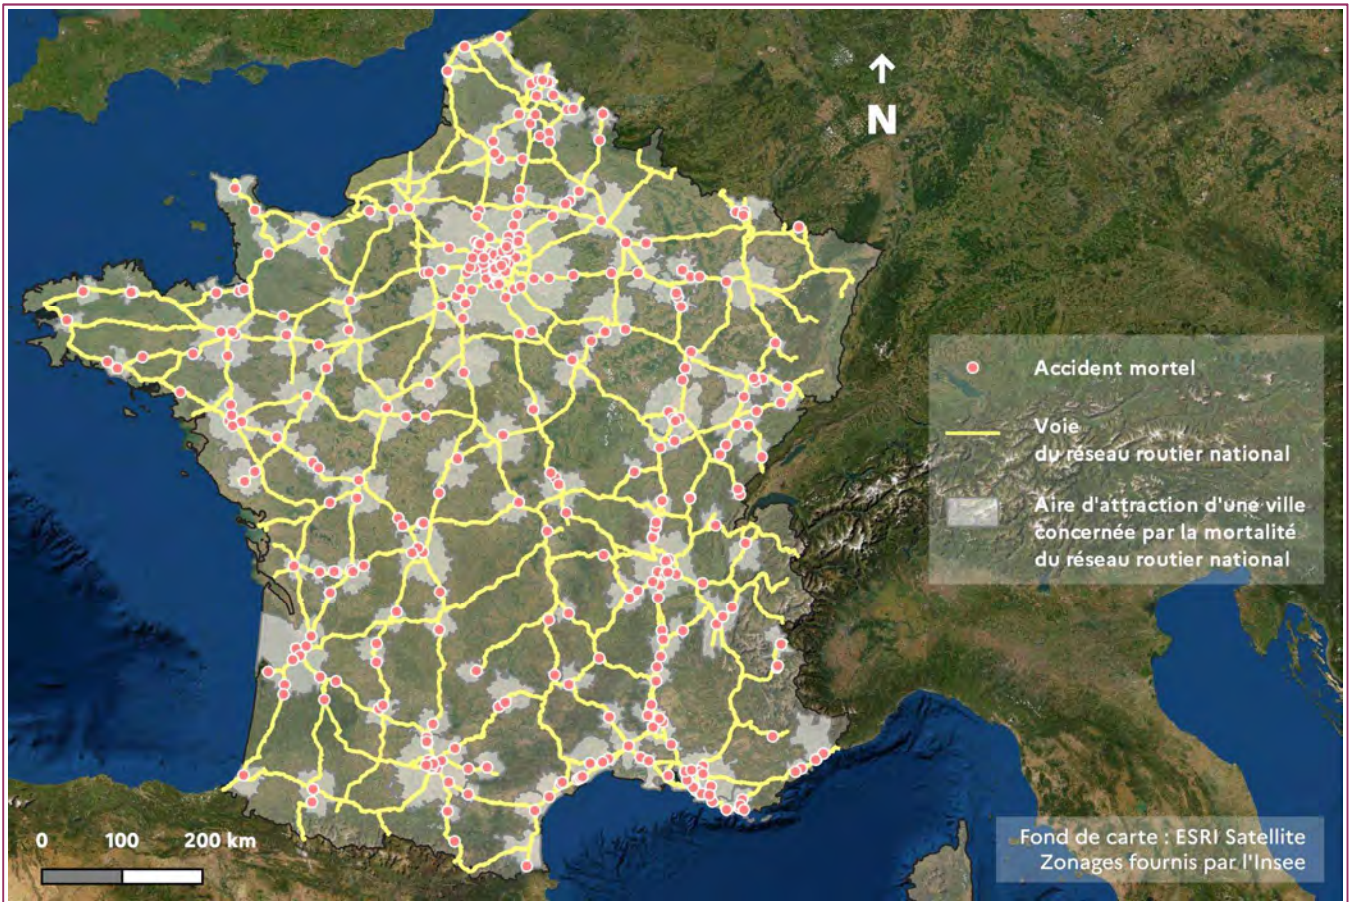 N
Accident mortel
Voie
du réseau routier national
Aire d'attraction d'une ville
concernée par la mortalité
du réseau routier national
0 100 200 km
Fond de carte : ESRI Satellite
Zonages fournis par l'Insee